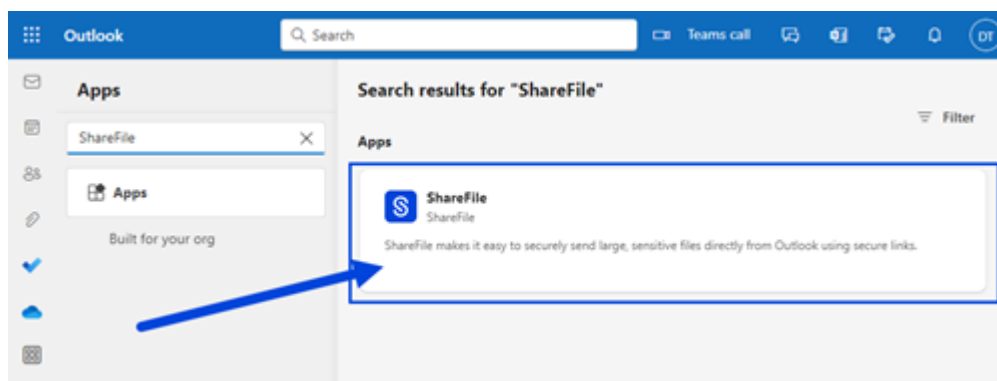 Outlook
Search
Teams call
DT
Apps
ShareFile
Apps
Built for your org
Search results for "ShareFile"
Filter
Apps
ShareFile
ShareFile
ShareFile makes it easy to securely send large, sensitive files directly from Outlook using secure links.